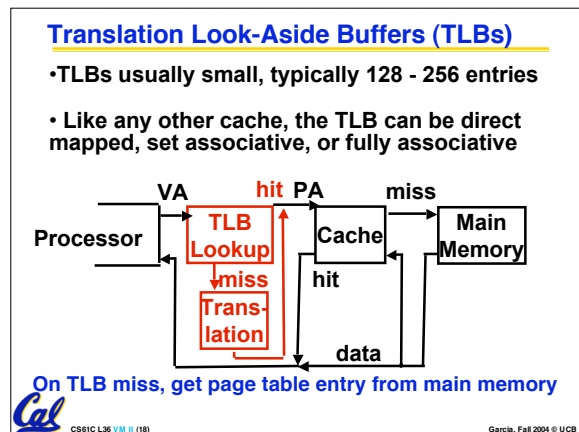 Translation Look-Aside Buffers (TLBs)
•TLBs usually small, typically 128 - 256 entries
• Like any other cache, the TLB can be direct
mapped, set associative, or fully associative
VA
hit
PA
miss
Processor
TLB
Lookup
Cache
Main
Memory
miss
hit
Trans-
lation
data
On TLB miss, get page table entry from main memory
Cal
CS61C L36 VM II (18)
Garcia, Fall 2004 © UCB